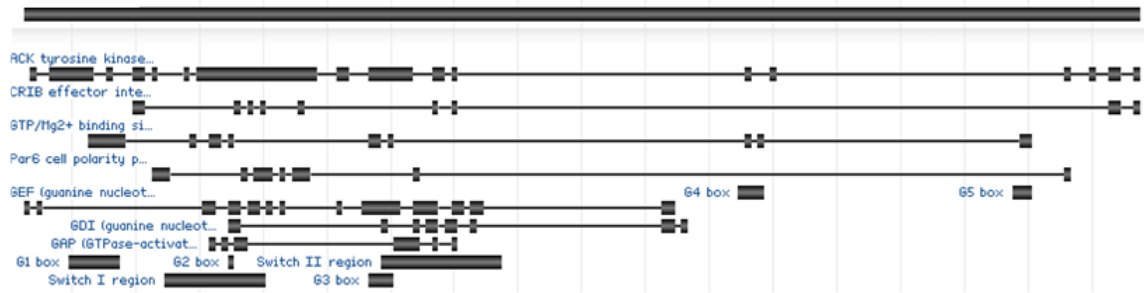 ACK tyrosine kinase...
CRIB effector inte...
GTP/Mg2+ binding si...
Par6 cell polarity p...
GEF (guanine nucleot...
G4 box
G5 box
GDI (guanine nucleot...
GAP (GTPase-activat...
G1 box
G2 box
Switch II region
Switch I region
G3 box